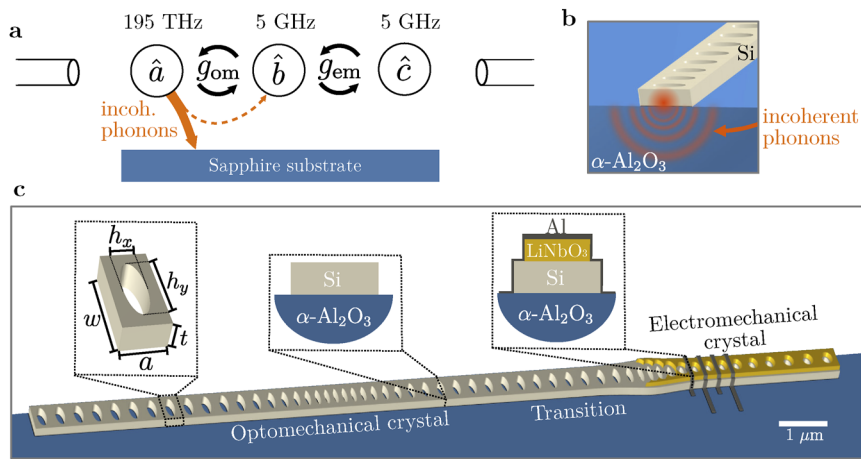 a
195 THz
5 GHz
5 GHz
â
g_om
b̂
g_em
ĉ
incoh.
phonons
Sapphire substrate
b
Si
incoherent
phonons
α-Al₂O₃
c
h_x
h_y
w
t
a
Si
α-Al₂O₃
Al
LiNbO₃
Si
α-Al₂O₃
Electromechanical
crystal
Optomechanical crystal
Transition
1 μm